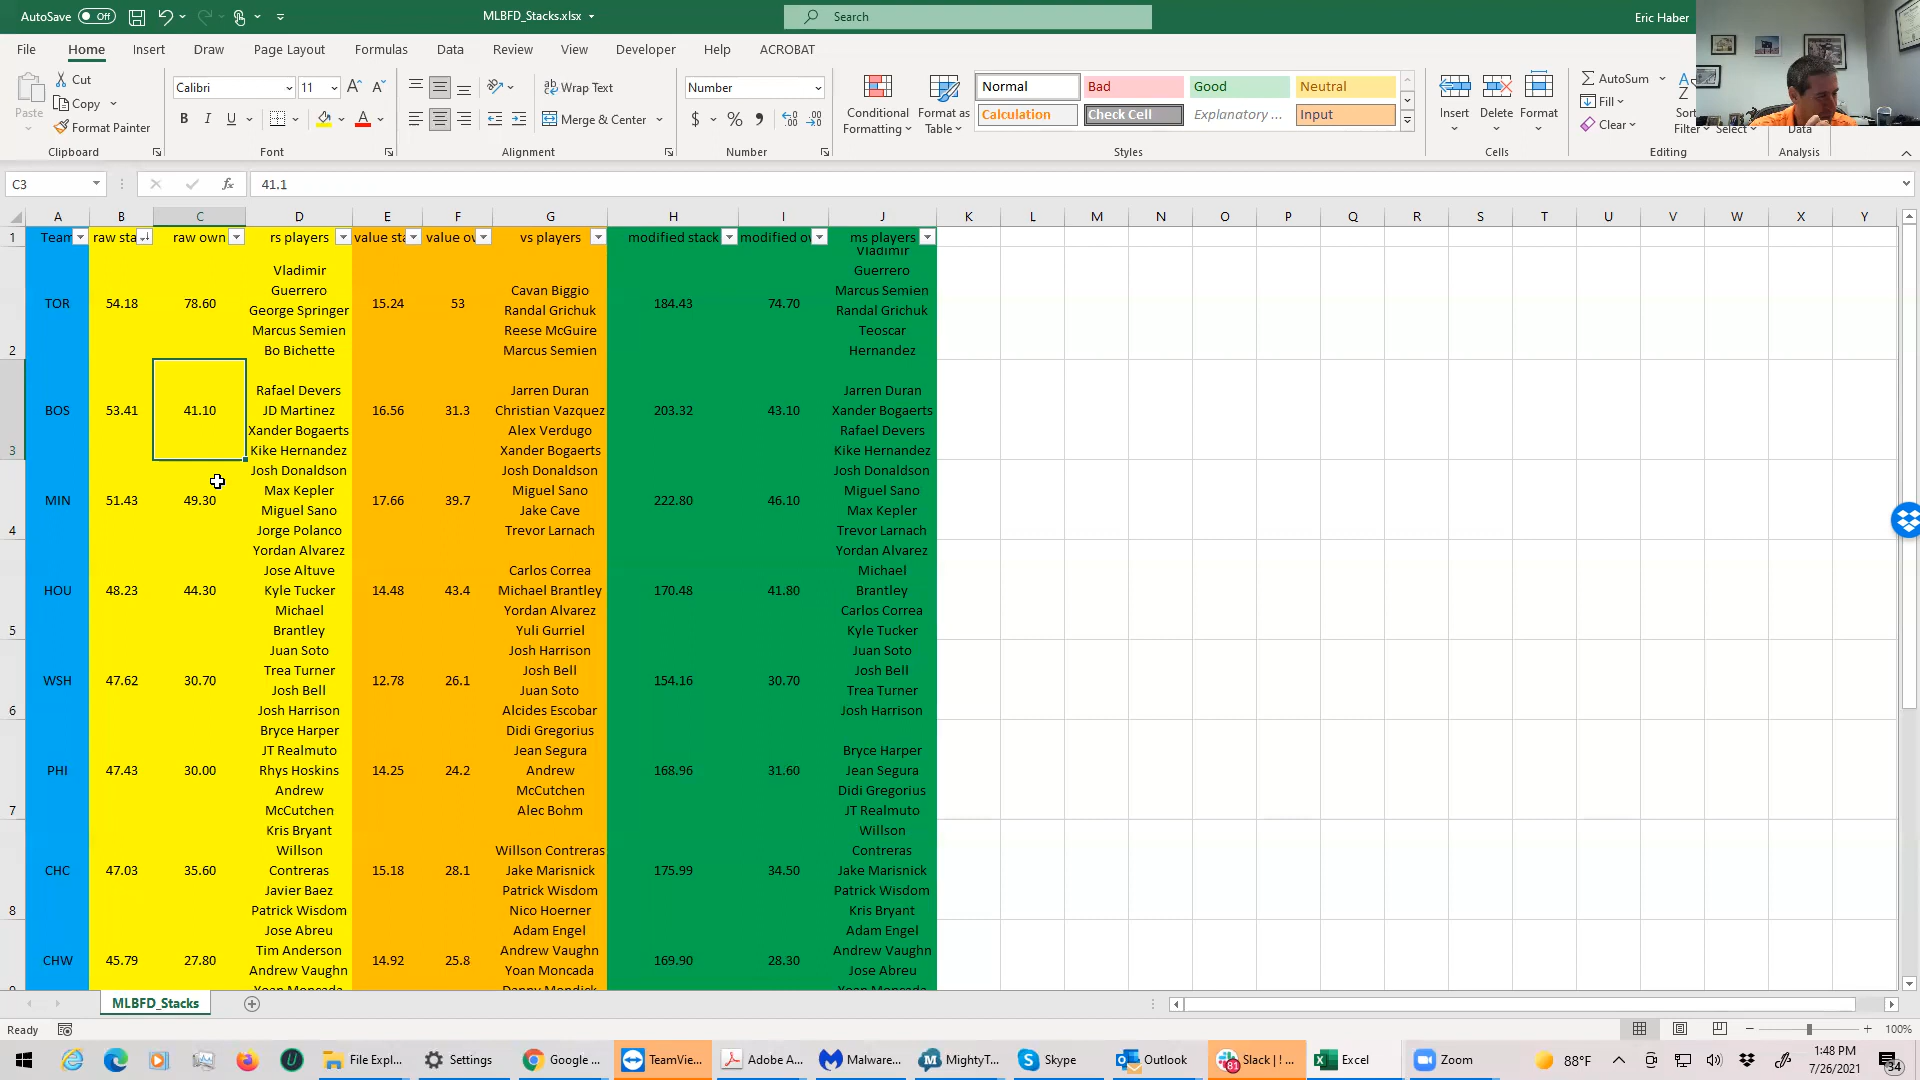 AutoSave Off
MLBFD_Stacks.xlsx
Search
Eric Haber
File Home Insert Draw Page Layout Formulas Data Review View Developer Help ACROBAT
Paste
Cut
Copy
Format Painter
Clipboard
Calibri 11
B I U
Font
Wrap Text
Merge & Center
Alignment
Number
$ %
Number
Conditional Formatting
Format as Table
Normal Bad Good Neutral
Calculation Check Cell Explanatory ... Input
Styles
Insert Delete Format
Cells
AutoSum
Fill
Clear
Sort
Filter Select
Editing
Data
Analysis
C3
fx
41.1
A B C D E F G H I J K L M N O P Q R S T U V W X Y
1 Team raw sta raw own rs players value sta value ov vs players modified stack modified ov ms players
2 TOR 54.18 78.60
Vladimir
Guerrero
George Springer
Marcus Semien
Bo Bichette
15.24 53
Cavan Biggio
Randal Grichuk
Reese McGuire
Marcus Semien
184.43 74.70
Vladimir
Guerrero
Marcus Semien
Randal Grichuk
Teoscar
Hernandez
3 BOS 53.41 41.10
Rafael Devers
JD Martinez
Xander Bogaerts
Kike Hernandez
16.56 31.3
Jarren Duran
Christian Vazquez
Alex Verdugo
Xander Bogaerts
203.32 43.10
Jarren Duran
Xander Bogaerts
Rafael Devers
Kike Hernandez
4 MIN 51.43 49.30
Josh Donaldson
Max Kepler
Miguel Sano
Jorge Polanco
17.66 39.7
Josh Donaldson
Miguel Sano
Jake Cave
Trevor Larnach
222.80 46.10
Josh Donaldson
Miguel Sano
Max Kepler
Trevor Larnach
5 HOU 48.23 44.30
Yordan Alvarez
Jose Altuve
Kyle Tucker
Michael
Brantley
14.48 43.4
Carlos Correa
Michael Brantley
Yordan Alvarez
Yuli Gurriel
170.48 41.80
Yordan Alvarez
Michael
Brantley
Carlos Correa
Kyle Tucker
6 WSH 47.62 30.70
Juan Soto
Trea Turner
Josh Bell
Josh Harrison
12.78 26.1
Josh Harrison
Josh Bell
Juan Soto
Alcides Escobar
154.16 30.70
Juan Soto
Josh Bell
Trea Turner
Josh Harrison
7 PHI 47.43 30.00
Bryce Harper
JT Realmuto
Rhys Hoskins
Andrew
McCutchen
14.25 24.2
Didi Gregorius
Jean Segura
Andrew
McCutchen
Alec Bohm
168.96 31.60
Bryce Harper
Jean Segura
Didi Gregorius
JT Realmuto
8 CHC 47.03 35.60
Kris Bryant
Willson
Contreras
Javier Baez
Patrick Wisdom
15.18 28.1
Willson Contreras
Jake Marisnick
Patrick Wisdom
Nico Hoerner
175.99 34.50
Willson
Contreras
Jake Marisnick
Patrick Wisdom
Kris Bryant
CHW 45.79 27.80
Jose Abreu
Tim Anderson
Andrew Vaughn
Yoan Moncada
14.92 25.8
Adam Engel
Andrew Vaughn
Yoan Moncada
Danny Mendick
169.90 28.30
Adam Engel
Andrew Vaughn
Jose Abreu
Yoan Moncada
MLBFD_Stacks
Ready
100%
File Expl... Settings Google ... TeamVie... Adobe A... Malware... MightyT... Skype Outlook Slack | ! ... Excel Zoom
88°F
1:48 PM
7/26/2021
34